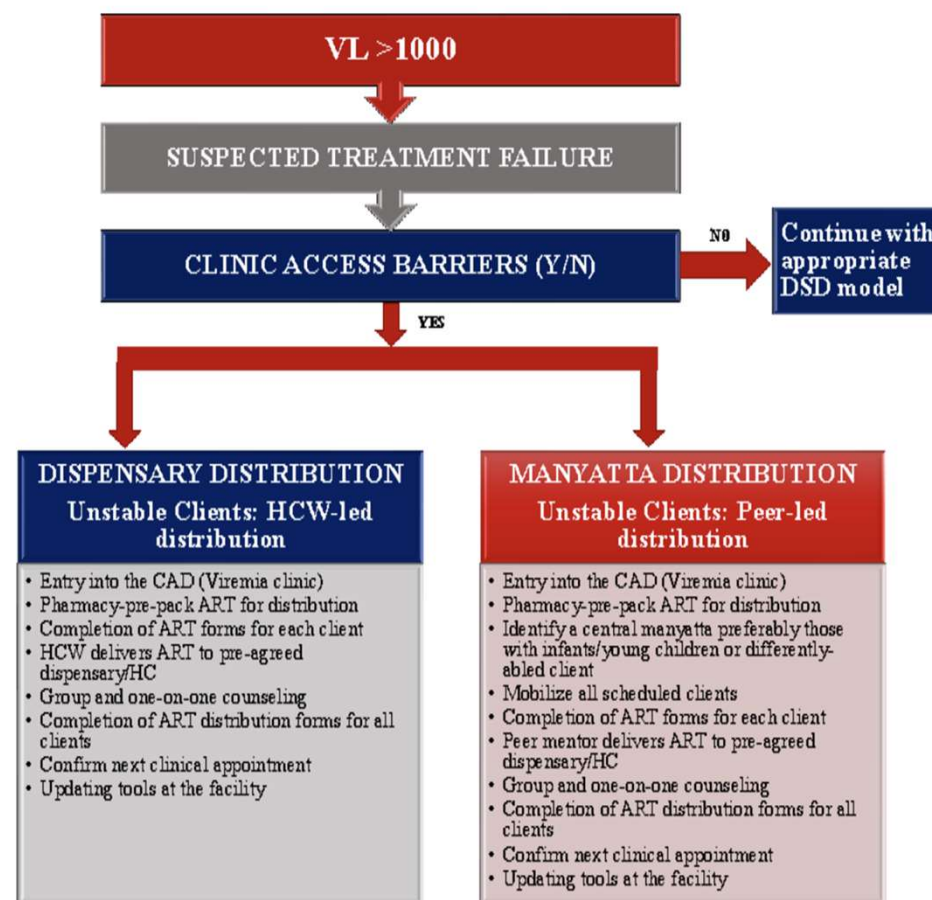 VL >1000
SUSPECTED TREATMENT FAILURE
CLINIC ACCESS BARRIERS (Y/N)
NO
Continue with
appropriate
DSD model
YES
DISPENSARY DISTRIBUTION
Unstable Clients: HCW-led
distribution
• Entry into the CAD (Viremia clinic)
• Pharmacy-pre-pack ART for distribution
• Completion of ART forms for each client
• HCW delivers ART to pre-agreed
dispensary/HC
• Group and one-on-one counseling
• Completion of ART distribution forms for all
clients
• Confirm next clinical appointment
• Updating tools at the facility
MANYATTA DISTRIBUTION
Unstable Clients: Peer-led
distribution
• Entry into the CAD (Viremia clinic)
• Pharmacy-pre-pack ART for distribution
• Identify a central manyatta preferably those
with infants/young children or differently-
abled client
• Mobilize all scheduled clients
• Completion of ART forms for each client
• Peer mentor delivers ART to pre-agreed
dispensary/HC
• Group and one-on-one counseling
• Completion of ART distribution forms for all
clients
• Confirm next clinical appointment
• Updating tools at the facility